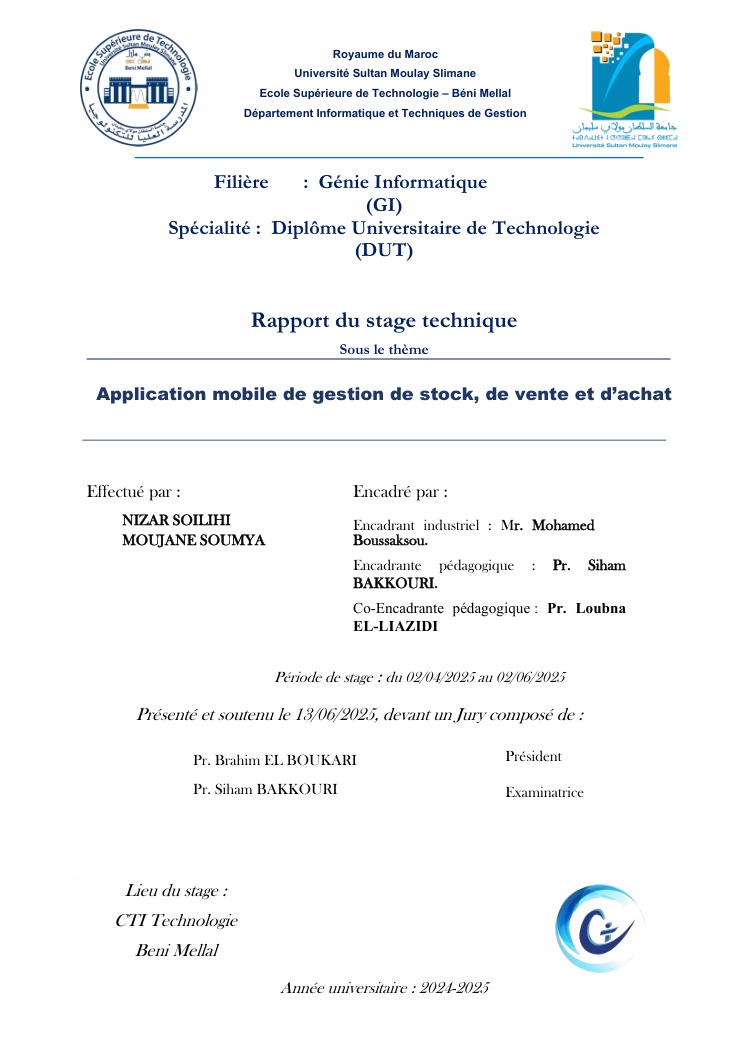 Ecole Supérieure de Technologie
Université Sultan Moulay Slimane
Beni Mellal
المدرسة العليا للتكنولوجيا
Royaume du Maroc
Université Sultan Moulay Slimane
Ecole Supérieure de Technologie – Béni Mellal
Département Informatique et Techniques de Gestion
جامعة السلطان مولاي سليمان
Université Sultan Moulay Slimane
Filière : Génie Informatique
(GI)
Spécialité : Diplôme Universitaire de Technologie
(DUT)
Rapport du stage technique
Sous le thème
Application mobile de gestion de stock, de vente et d’achat
Effectué par :
NIZAR SOILIHI
MOUJANE SOUMYA
Encadré par :
Encadrant industriel : Mr. Mohamed
Boussaksou.
Encadrante pédagogique : Pr. Siham
BAKKOURI.
Co-Encadrante pédagogique : Pr. Loubna
EL-LIAZIDI
Période de stage : du 02/04/2025 au 02/06/2025
Présenté et soutenu le 13/06/2025, devant un Jury composé de :
Pr. Brahim EL BOUKARI Président
Pr. Siham BAKKOURI Examinatrice
Lieu du stage :
CTI Technologie
Beni Mellal
Année universitaire : 2024-2025